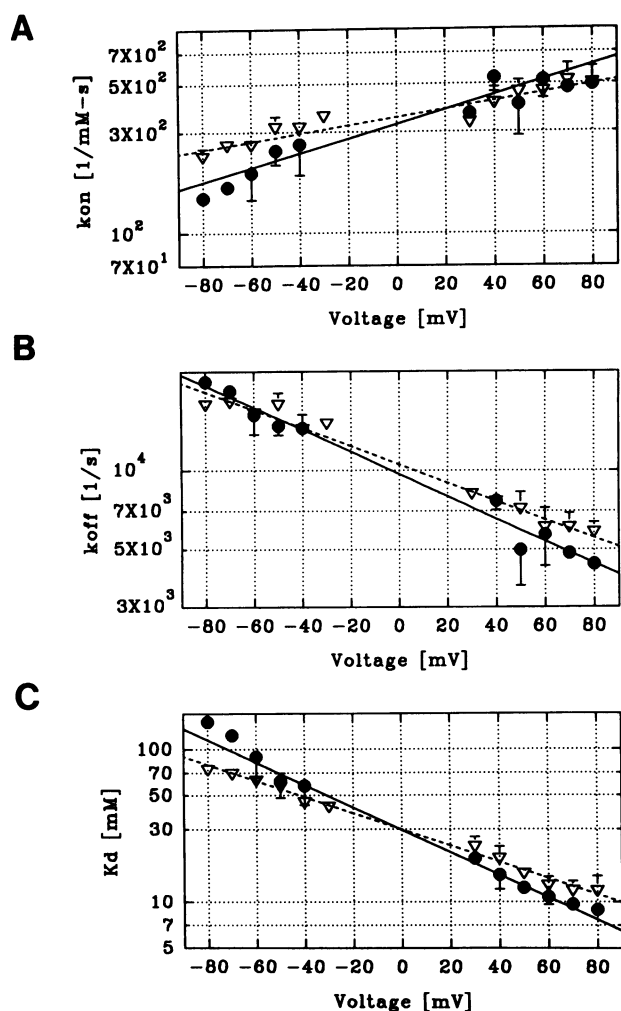 A
kon [1/mM-s]
7X10²
5X10²
3X10²
10²
7X10¹
-80 -60 -40 -20 0 20 40 60 80
Voltage [mV]
B
koff [1/s]
10⁴
7X10³
5X10³
3X10³
-80 -60 -40 -20 0 20 40 60 80
Voltage [mV]
C
Kd [mM]
100
70
50
30
10
7
5
-80 -60 -40 -20 0 20 40 60 80
Voltage [mV]